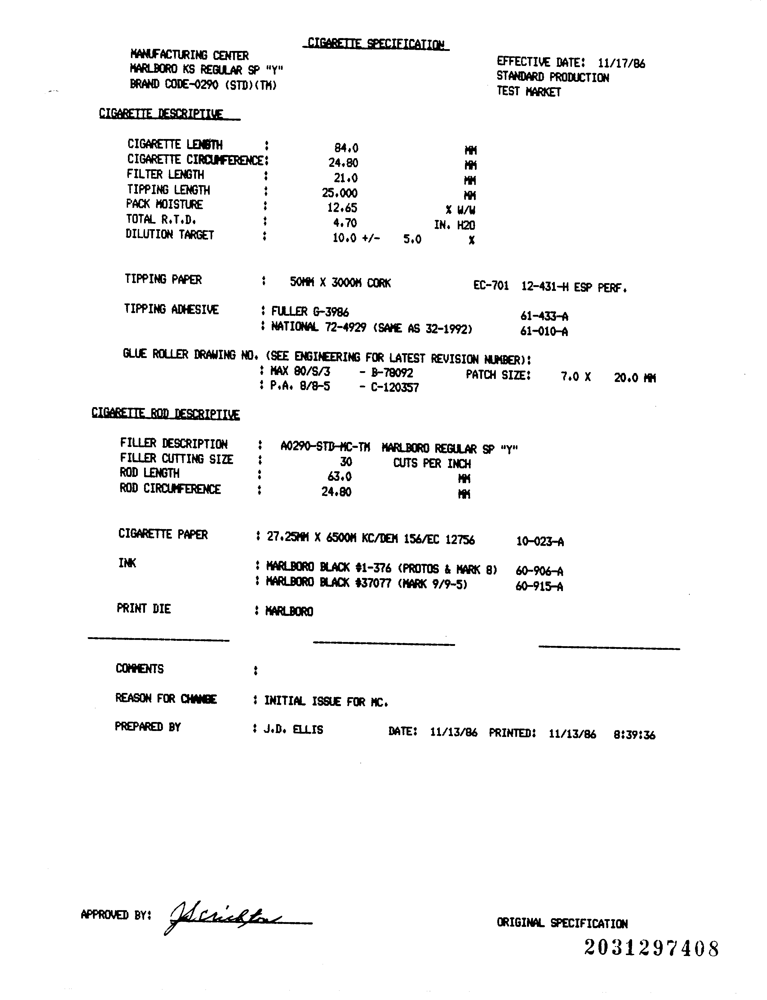 CIGARETTE SPECIFICATION
MANUFACTURING CENTER
MARLBORO KS REGULAR SP "Y"
BRAND CODE-0290 (STD)(TM)
EFFECTIVE DATE: 11/17/86
STANDARD PRODUCTION
TEST MARKET
CIGARETTE DESCRIPTIVE
CIGARETTE LENGTH : 84.0 MM
CIGARETTE CIRCUMFERENCE: 24.80 MM
FILTER LENGTH : 21.0 MM
TIPPING LENGTH : 25.000 MM
PACK MOISTURE : 12.65 % W/W
TOTAL R.T.D. : 4.70 IN. H2O
DILUTION TARGET : 10.0 +/- 5.0 %
TIPPING PAPER : 50MM X 3000M CORK EC-701 12-431-H ESP PERF.
TIPPING ADHESIVE : FULLER G-3986 61-433-A
: NATIONAL 72-4929 (SAME AS 32-1992) 61-010-A
GLUE ROLLER DRAWING NO. (SEE ENGINEERING FOR LATEST REVISION NUMBER):
: MAX 80/S/3 - B-78092 PATCH SIZE: 7.0 X 20.0 MM
: P.A. 8/8-5 - C-120357
CIGARETTE ROD DESCRIPTIVE
FILLER DESCRIPTION : A0290-STD-MC-TM MARLBORO REGULAR SP "Y"
FILLER CUTTING SIZE : 30 CUTS PER INCH
ROD LENGTH : 63.0 MM
ROD CIRCUMFERENCE : 24.80 MM
CIGARETTE PAPER : 27.25MM X 6500M KC/DEM 156/EC 12756 10-023-A
INK : MARLBORO BLACK #1-376 (PROTOS & MARK 8) 60-906-A
: MARLBORO BLACK #37077 (MARK 9/9-5) 60-915-A
PRINT DIE : MARLBORO
COMMENTS :
REASON FOR CHANGE : INITIAL ISSUE FOR MC.
PREPARED BY : J.D. ELLIS DATE: 11/13/86 PRINTED: 11/13/86 8:39:36
APPROVED BY: JScrichton
ORIGINAL SPECIFICATION
2031297408